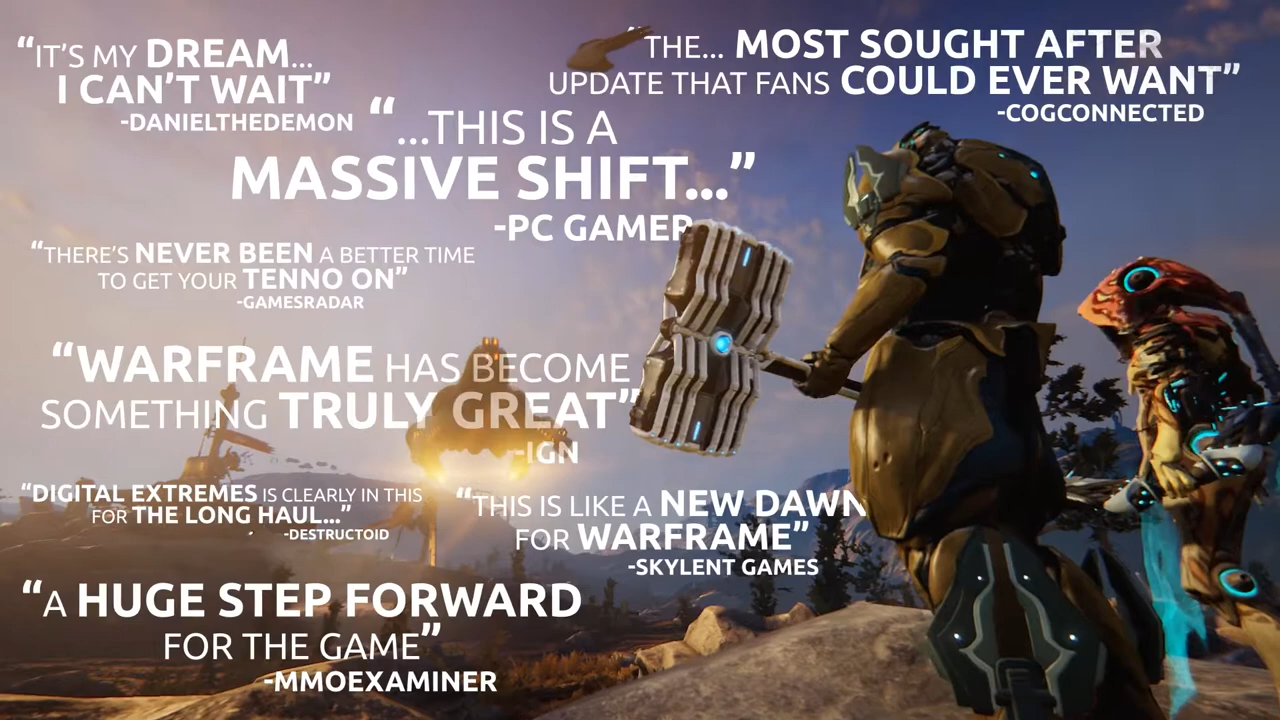 “IT’S MY DREAM...
I CAN’T WAIT”
-DANIELTHEDEMON
“THE... MOST SOUGHT AFTER
UPDATE THAT FANS COULD EVER WANT”
-COGCONNECTED
“...THIS IS A
MASSIVE SHIFT...”
-PC GAMER
“THERE’S NEVER BEEN A BETTER TIME
TO GET YOUR TENNO ON”
-GAMESRADAR
“WARFRAME HAS BECOME
SOMETHING TRULY GREAT”
-IGN
“DIGITAL EXTREMES IS CLEARLY IN THIS
FOR THE LONG HAUL...”
-DESTRUCTOID
“THIS IS LIKE A NEW DAWN
FOR WARFRAME”
-SKYLENT GAMES
“A HUGE STEP FORWARD
FOR THE GAME”
-MMOEXAMINER